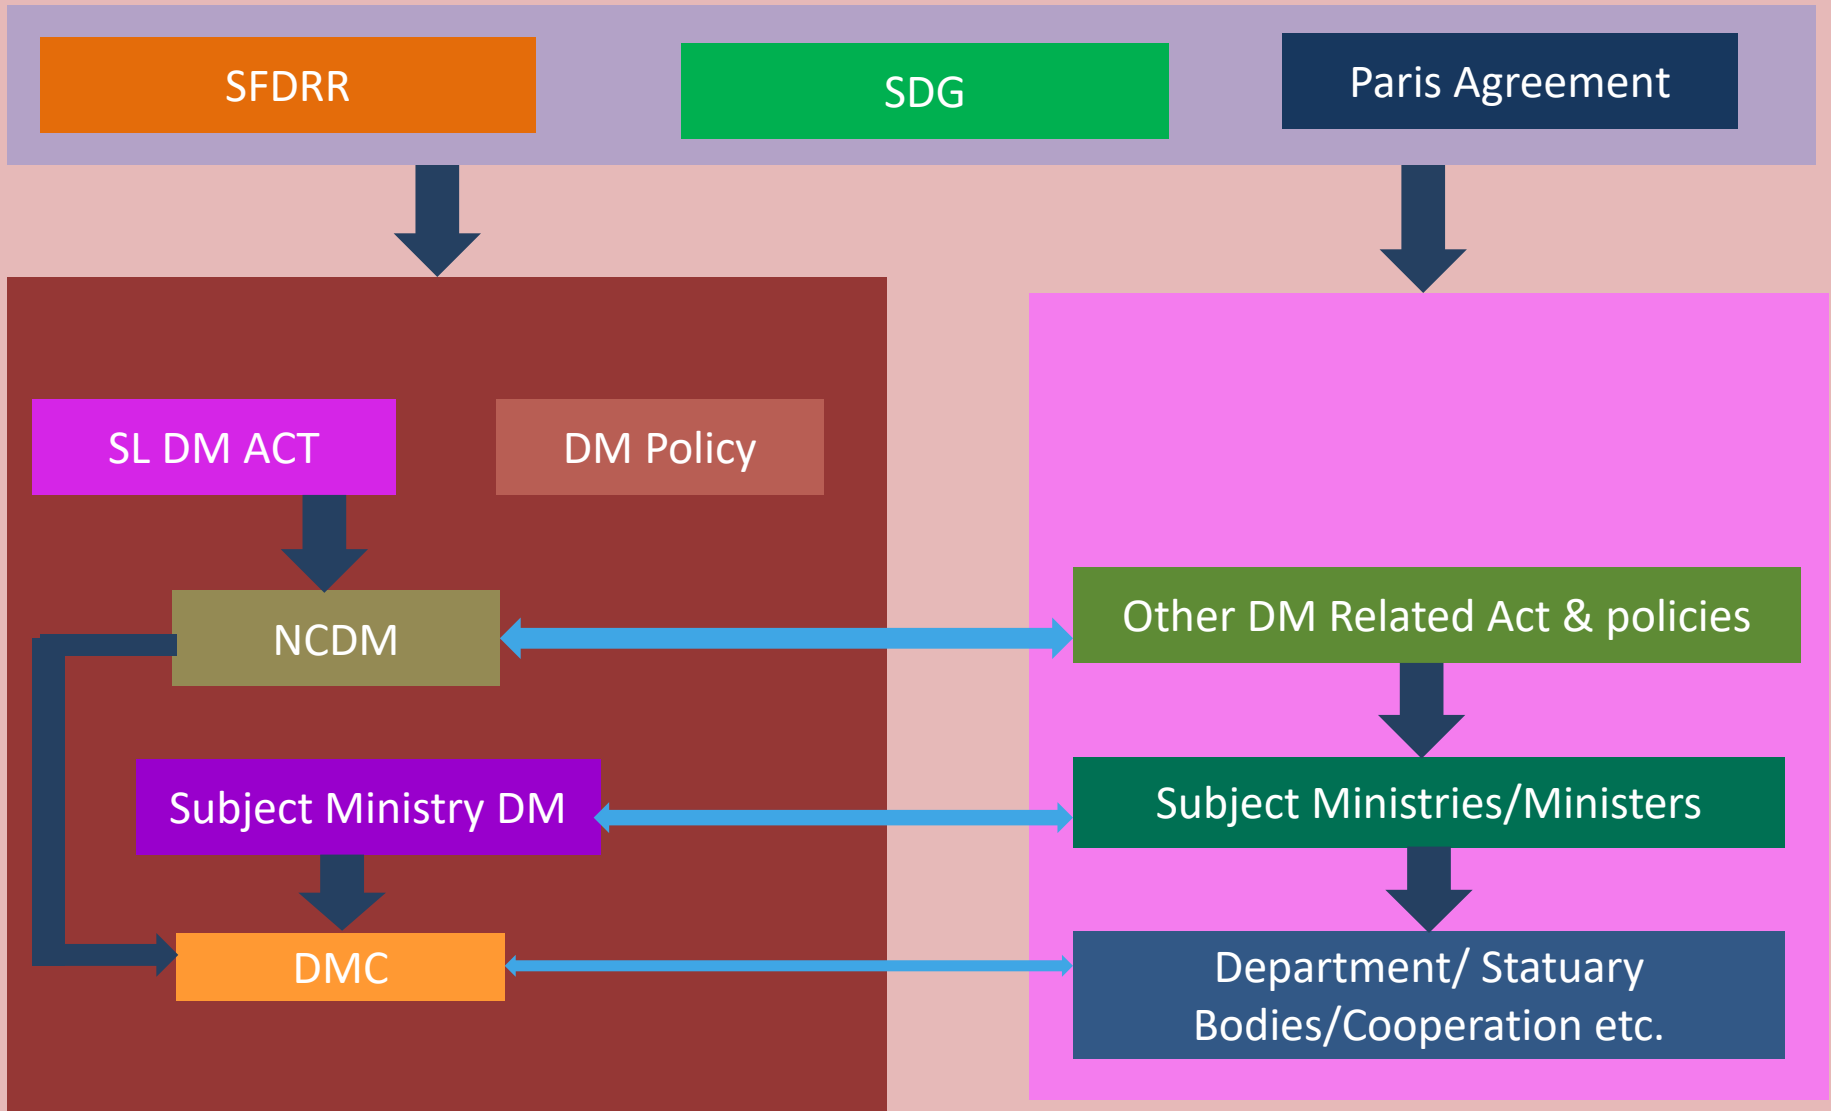 SFDRR
SDG
Paris Agreement
SL DM ACT
DM Policy
NCDM
Other DM Related Act & policies
Subject Ministry DM
Subject Ministries/Ministers
DMC
Department/ Statuary
Bodies/Cooperation etc.